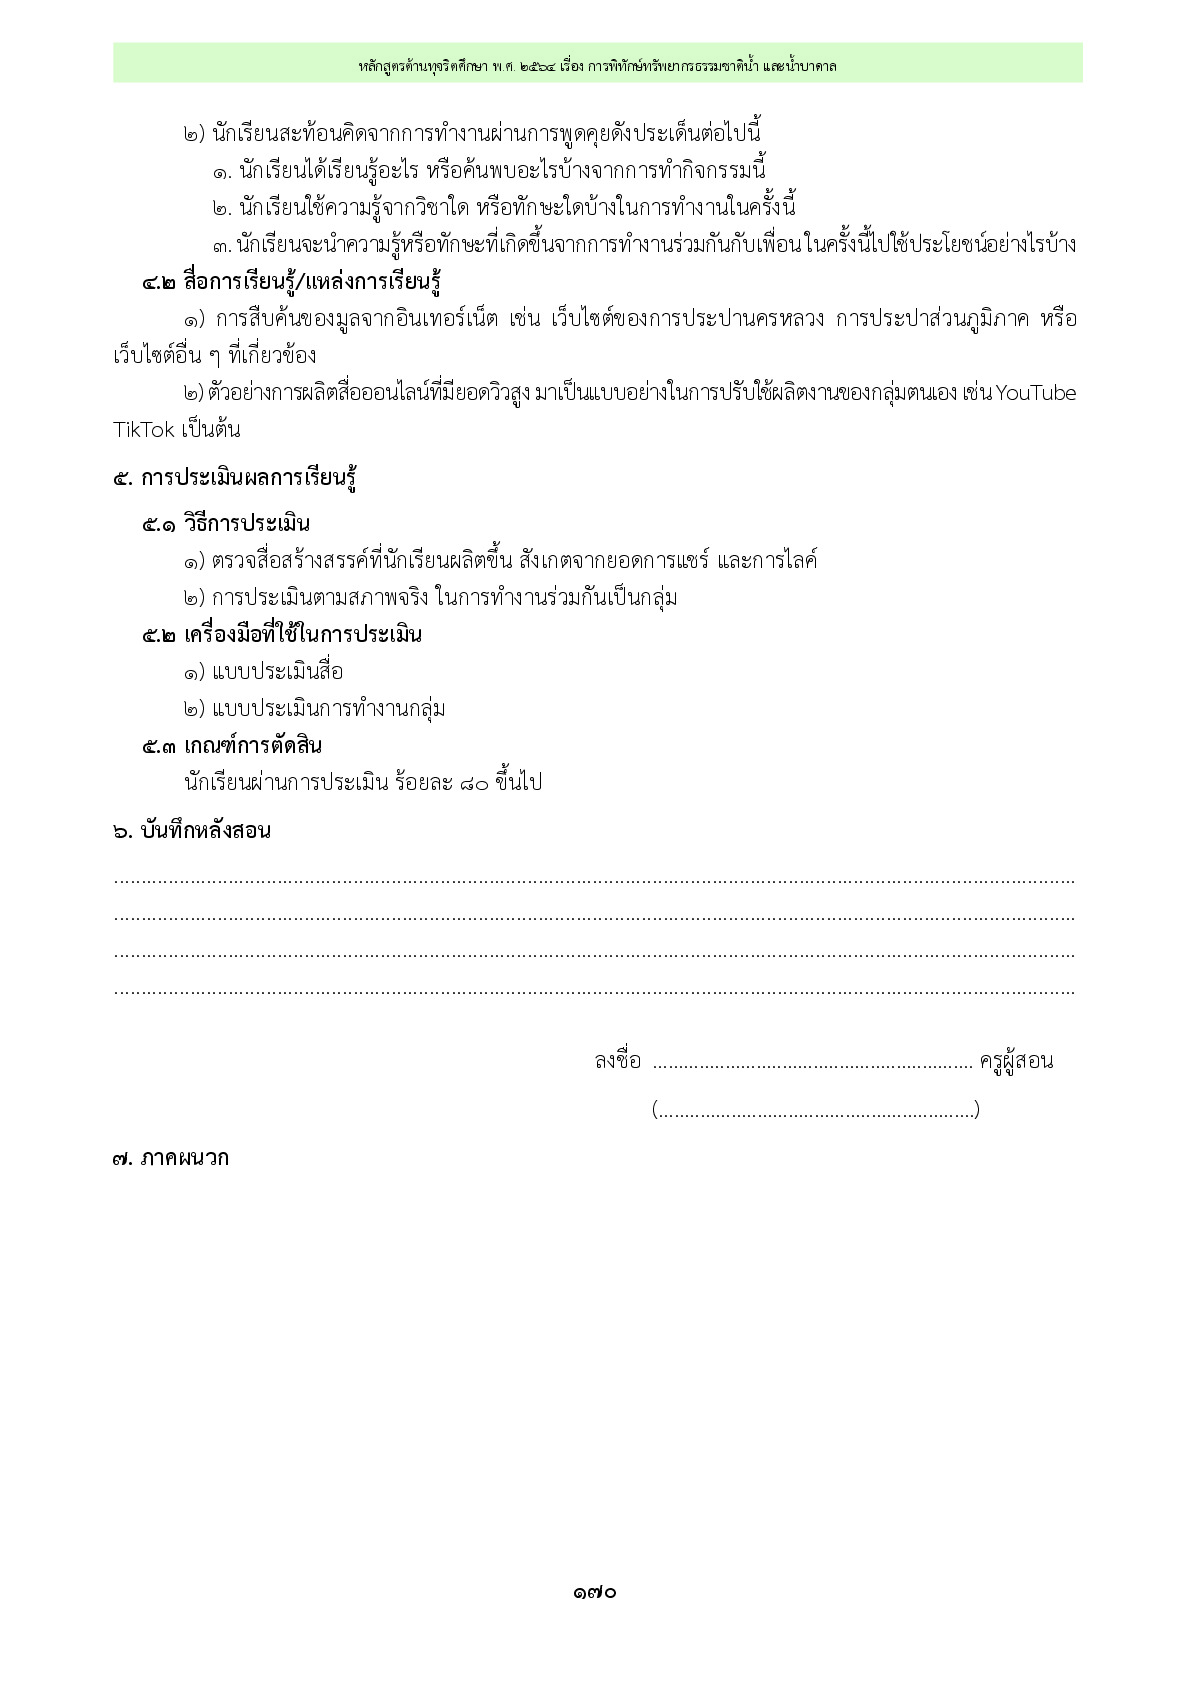 หลักสูตรต้านทุจริตศึกษา พ.ศ. ๒๕๖๔ เรื่อง การพิทักษ์ทรัพยากรธรรมชาติน้ำ และน้ำบาดาล
๒) นักเรียนสะท้อนคิดจากการทำงานผ่านการพูดคุยดังประเด็นต่อไปนี้
๑. นักเรียนได้เรียนรู้อะไร หรือค้นพบอะไรบ้างจากการทำกิจกรรมนี้
๒. นักเรียนใช้ความรู้จากวิชาใด หรือทักษะใดบ้างในการทำงานในครั้งนี้
๓. นักเรียนจะนำความรู้หรือทักษะที่เกิดขึ้นจากการทำงานร่วมกันกับเพื่อน ในครั้งนี้ไปใช้ประโยชน์อย่างไรบ้าง
๔.๒ สื่อการเรียนรู้/แหล่งการเรียนรู้
๑) การสืบค้นของมูลจากอินเทอร์เน็ต เช่น เว็บไซต์ของการประปานครหลวง การประปาส่วนภูมิภาค หรือ
เว็บไซต์อื่น ๆ ที่เกี่ยวข้อง
๒) ตัวอย่างการผลิตสื่อออนไลน์ที่มียอดวิวสูง มาเป็นแบบอย่างในการปรับใช้ผลิตงานของกลุ่มตนเอง เช่น YouTube
TikTok เป็นต้น
๕. การประเมินผลการเรียนรู้
๕.๑ วิธีการประเมิน
๑) ตรวจสื่อสร้างสรรค์ที่นักเรียนผลิตขึ้น สังเกตจากยอดการแชร์ และการไลค์
๒) การประเมินตามสภาพจริง ในการทำงานร่วมกันเป็นกลุ่ม
๕.๒ เครื่องมือที่ใช้ในการประเมิน
๑) แบบประเมินสื่อ
๒) แบบประเมินการทำงานกลุ่ม
๕.๓ เกณฑ์การตัดสิน
นักเรียนผ่านการประเมิน ร้อยละ ๘๐ ขึ้นไป
๖. บันทึกหลังสอน
................................................................................
................................................................................
................................................................................
................................................................................
ลงชื่อ ............................................................. ครูผู้สอน
(............................................................)
๗. ภาคผนวก
๑๗๐